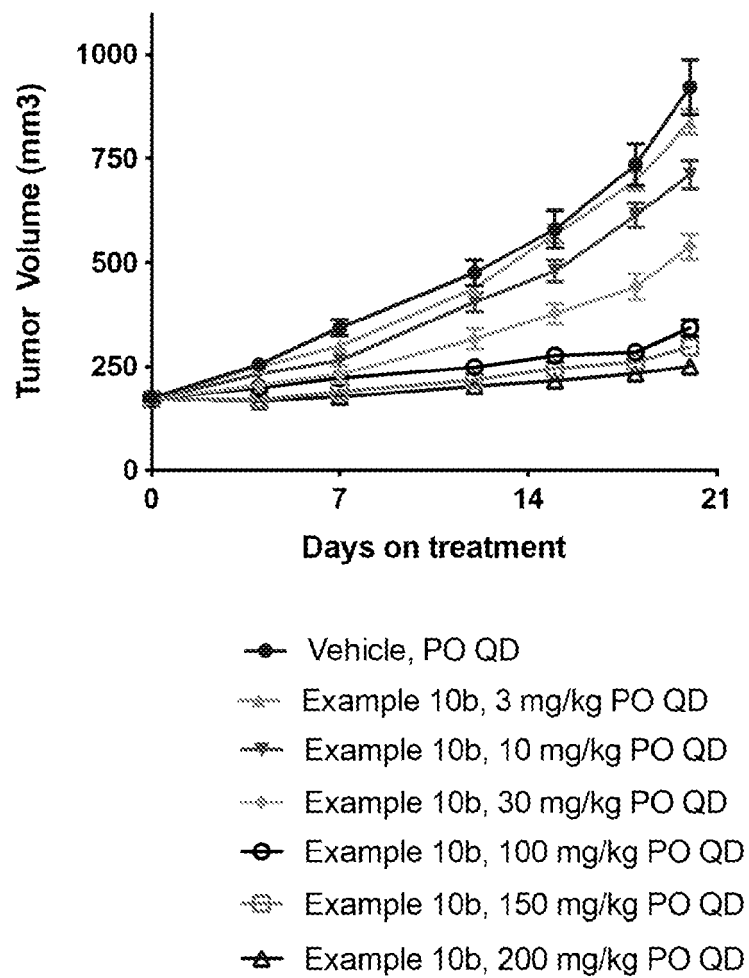 1000
750
500
250
0
Tumor Volume (mm3)
0 7 14 21
Days on treatment
Vehicle, PO QD
Example 10b, 3 mg/kg PO QD
Example 10b, 10 mg/kg PO QD
Example 10b, 30 mg/kg PO QD
Example 10b, 100 mg/kg PO QD
Example 10b, 150 mg/kg PO QD
Example 10b, 200 mg/kg PO QD